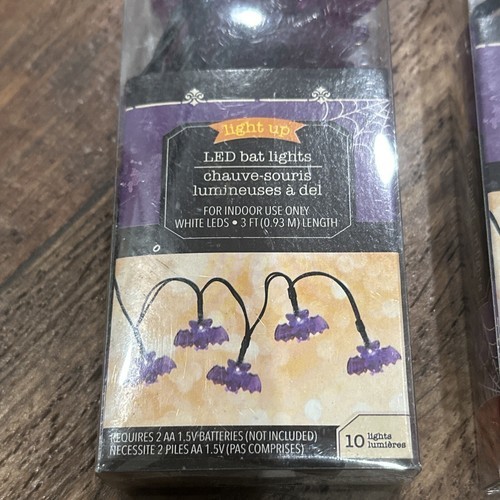 light up
LED bat lights
chauve-souris
lumineuses à del
FOR INDOOR USE ONLY
WHITE LEDS • 3 FT (0.93 M) LENGTH
REQUIRES 2 AA 1.5V BATTERIES (NOT INCLUDED)
NÉCESSITE 2 PILES AA 1.5V (PAS COMPRISES)
10 lights
lumières